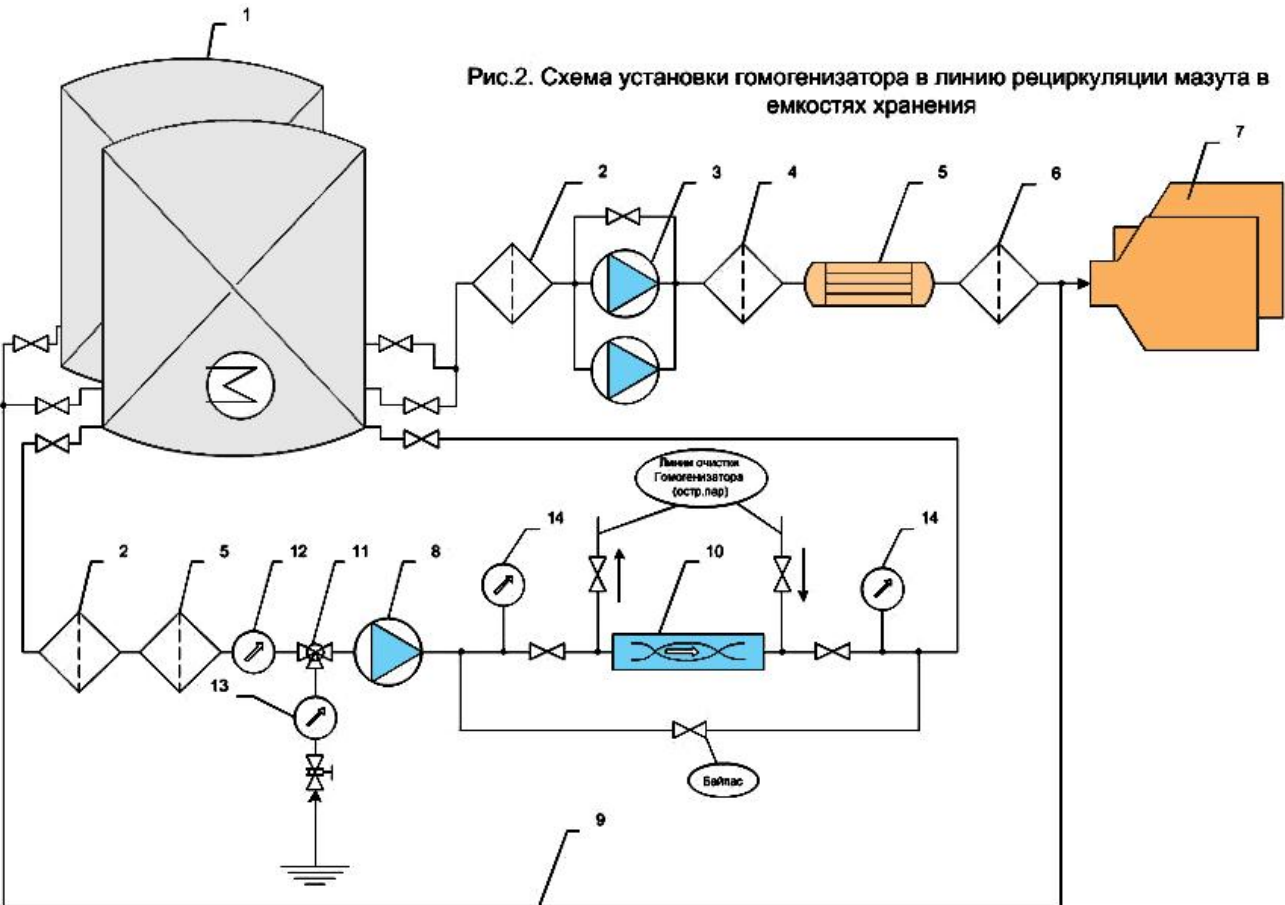 1
Рис.2. Схема установки гомогенизатора в линию рециркуляции мазута в
емкостях хранения
7
2
3
4
5
6
Линии очистки
Гомогенизатора
(остр.пар)
14
14
2
5
12
11
8
10
13
Байпас
9